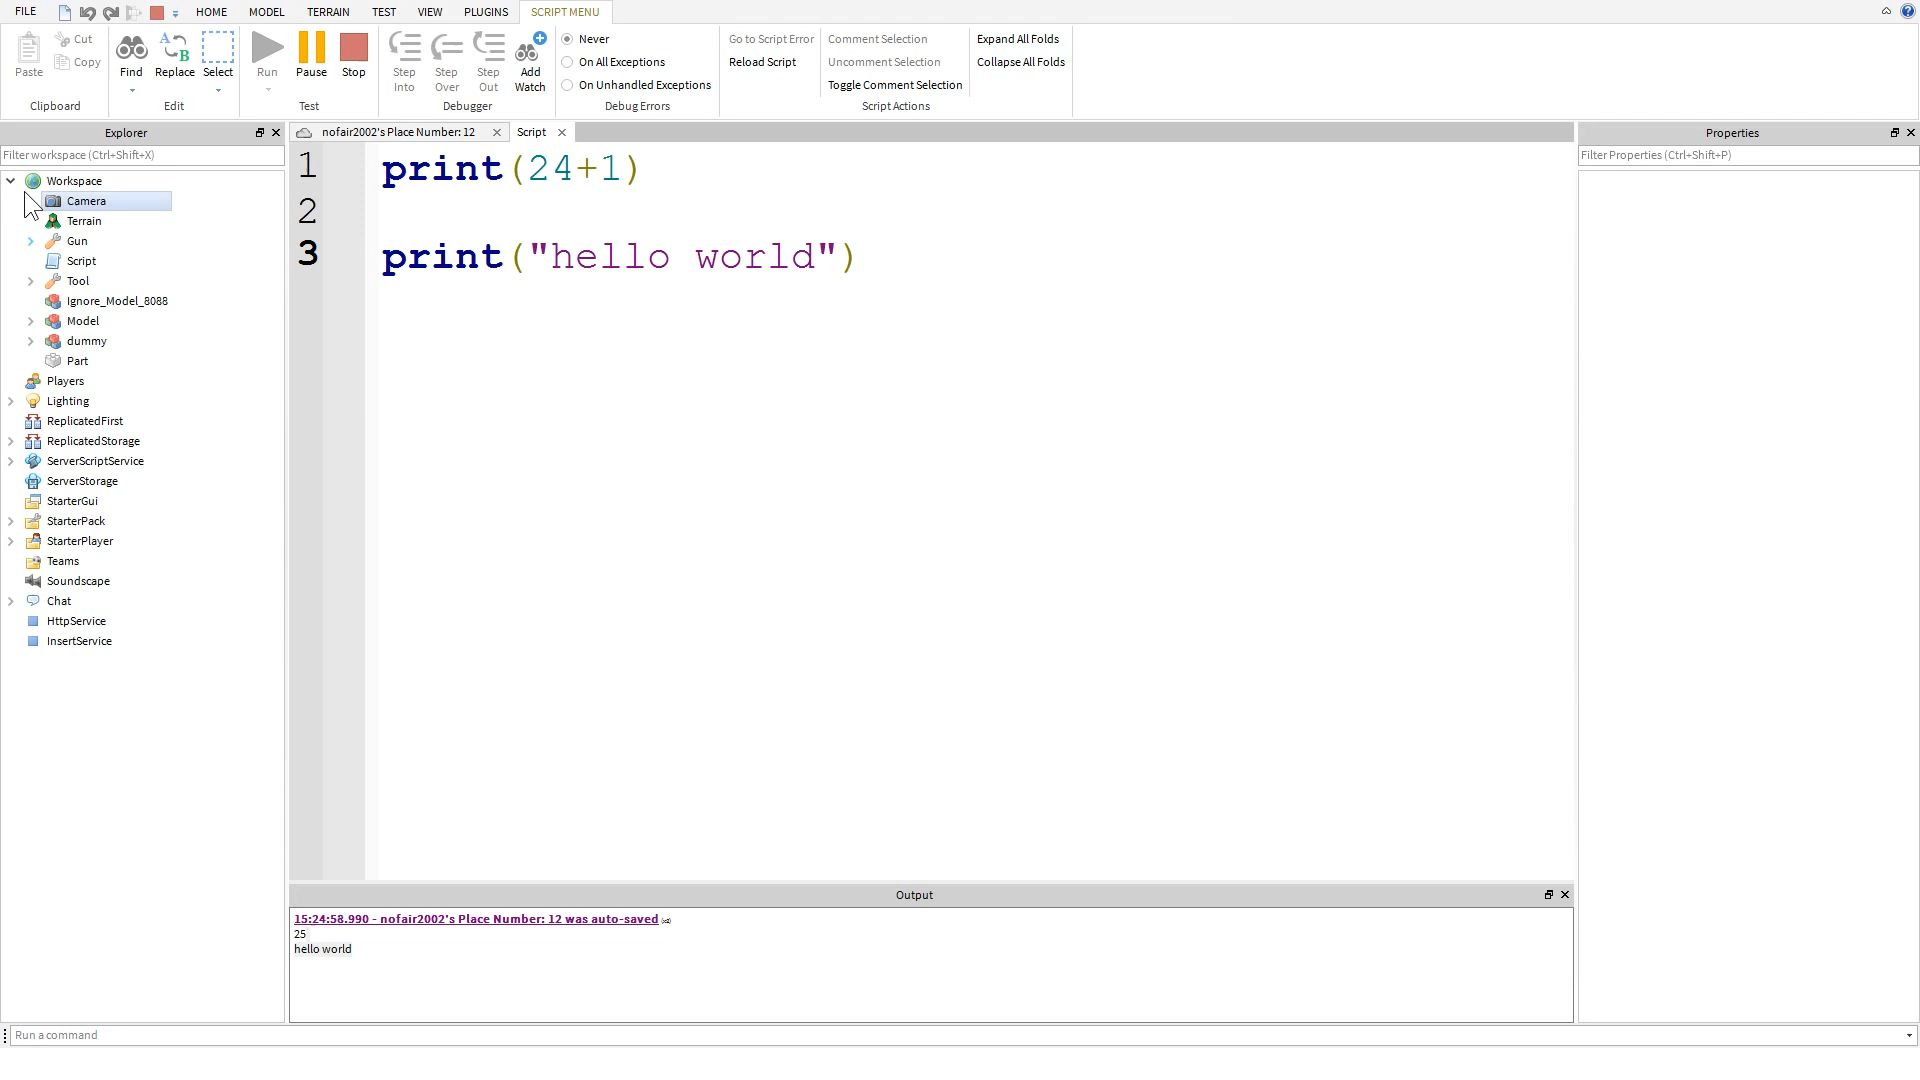 FILE HOME MODEL TERRAIN TEST VIEW PLUGINS SCRIPT MENU
Paste Cut Copy Clipboard
Find Replace Select Edit
Run Pause Stop Test
Step Into Step Over Step Out Add Watch Debugger
Never
On All Exceptions
On Unhandled Exceptions
Debug Errors
Go to Script Error
Reload Script
Comment Selection
Uncomment Selection
Toggle Comment Selection
Script Actions
Expand All Folds
Collapse All Folds
Explorer
Filter workspace (Ctrl+Shift+X)
Workspace
Camera
Terrain
Gun
Script
Tool
Ignore_Model_8088
Model
dummy
Part
Players
Lighting
ReplicatedFirst
ReplicatedStorage
ServerScriptService
ServerStorage
StarterGui
StarterPack
StarterPlayer
Teams
Soundscape
Chat
HttpService
InsertService
nofair2002's Place Number: 12 Script
1 print(24+1)
2
3 print("hello world")
Output
15:24:58.990 - nofair2002's Place Number: 12 was auto-saved (x2)
25
hello world
Properties
Filter Properties (Ctrl+Shift+P)
Run a command